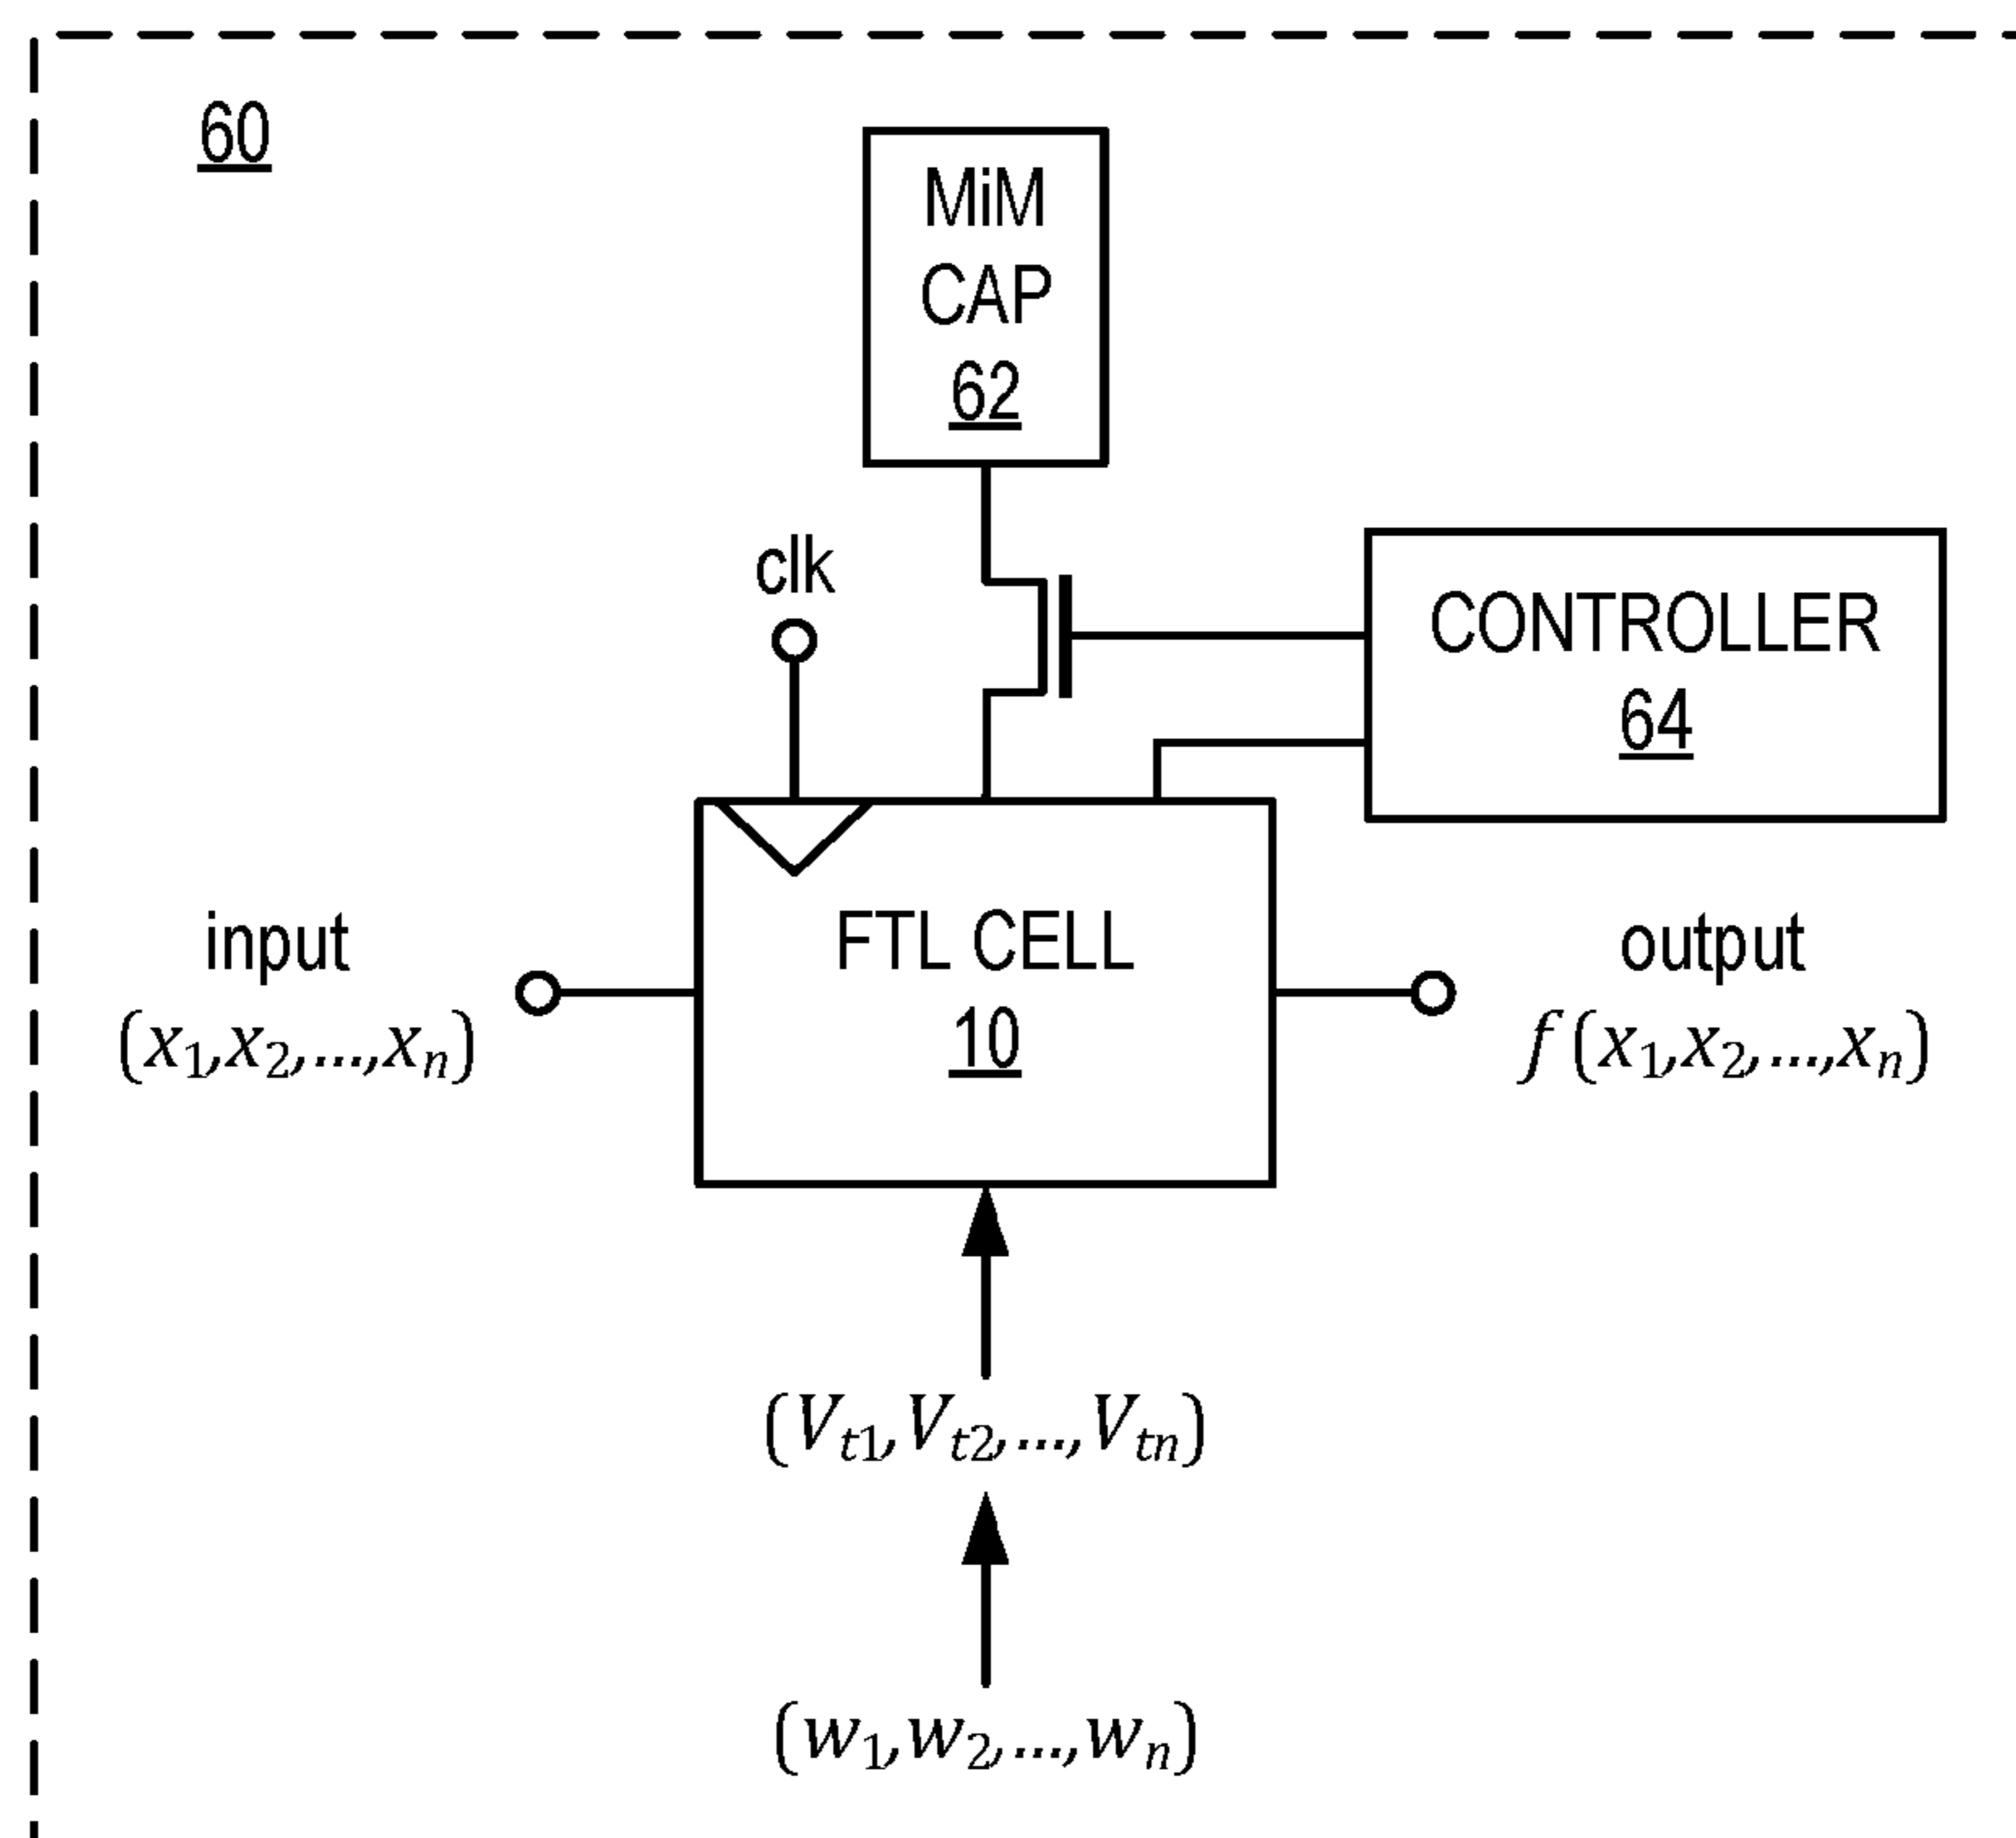 60
MiM
CAP
62
clk
CONTROLLER
64
input
(x₁,x₂,...,xₙ)
FTL CELL
10
output
f(x₁,x₂,...,xₙ)
(Vₜ₁,Vₜ₂,...,Vₜₙ)
(w₁,w₂,...,wₙ)